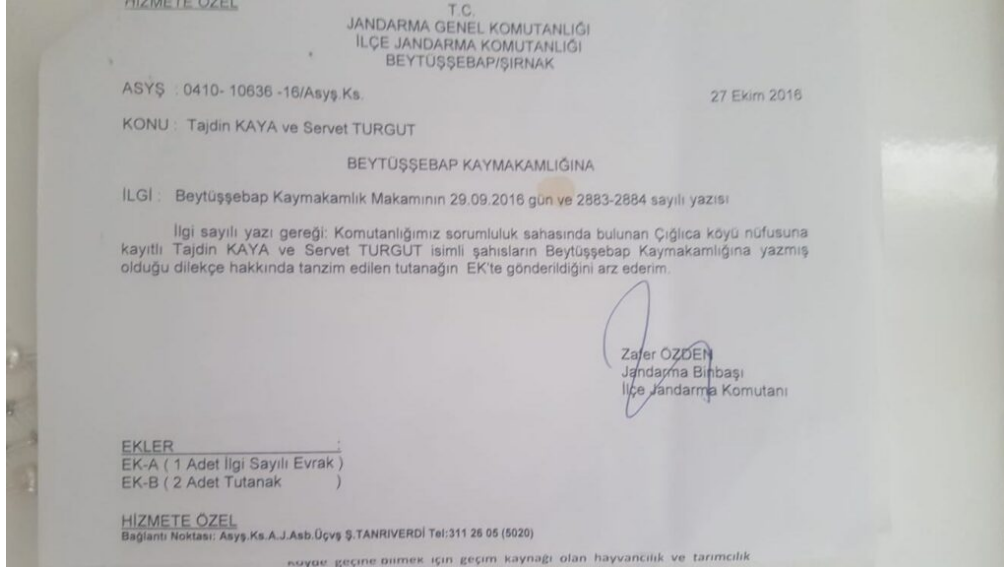 HİZMETE ÖZEL
T.C.
JANDARMA GENEL KOMUTANLIĞI
İLÇE JANDARMA KOMUTANLIĞI
BEYTÜŞŞEBAP/ŞIRNAK
ASYŞ : 0410- 10636 -16/Asyş.Ks. 27 Ekim 2016
KONU : Tajdin KAYA ve Servet TURGUT
BEYTÜŞŞEBAP KAYMAKAMLIĞINA
İLGİ : Beytüşşebap Kaymakamlık Makamının 29.09.2016 gün ve 2883-2884 sayılı yazısı
İlgi sayılı yazı gereği: Komutanlığımız sorumluluk sahasında bulunan Çığlıca köyü nüfusuna
kayıtlı Tajdin KAYA ve Servet TURGUT isimli şahısların Beytüşşebap Kaymakamlığına yazmış
olduğu dilekçe hakkında tanzim edilen tutanağın EK'te gönderildiğini arz ederim.
Zafer ÖZDEN
Jandarma Binbaşı
İlçe Jandarma Komutanı
EKLER :
EK-A ( 1 Adet İlgi Sayılı Evrak )
EK-B ( 2 Adet Tutanak )
HİZMETE ÖZEL
Bağlantı Noktası: Asyş.Ks.A.J.Asb.Üçvş Ş.TANRIVERDİ Tel:311 26 05 (5020)
için geçim kaynağı olan hayvancılık ve tarımcılık